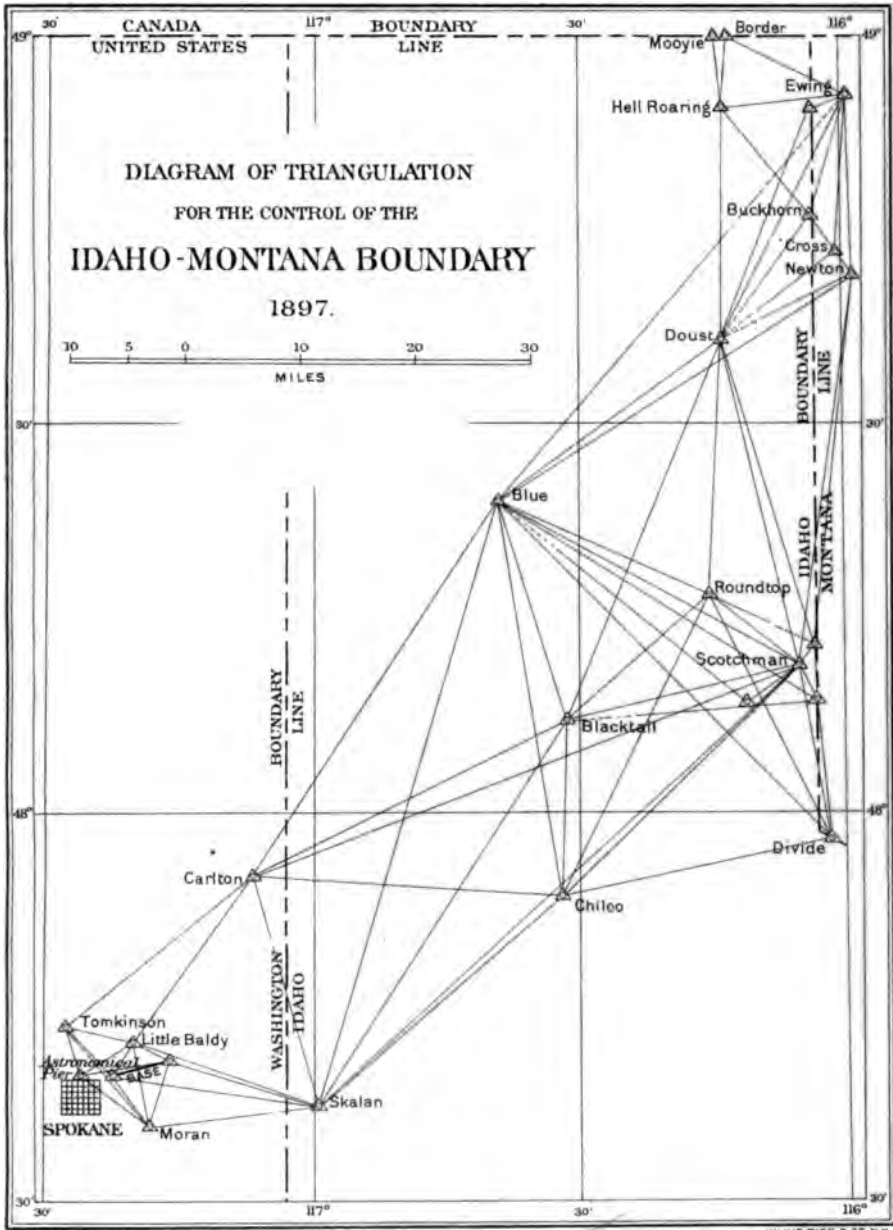 30' CANADA 117° BOUNDARY 30' 116°
49° UNITED STATES LINE 49°
Mooyie Border
Ewing
Hell Roaring
DIAGRAM OF TRIANGULATION
FOR THE CONTROL OF THE
IDAHO-MONTANA BOUNDARY
1897.
10 5 0 10 20 30
MILES
Buckhorn
Cross
Newton
Doust
BOUNDARY
LINE
30' 30'
Blue
IDAHO
MONTANA
Roundtop
Scotchman
BOUNDARY
LINE
Blacktail
48° 48°
Divide
Carlton
Chilco
WASHINGTON
IDAHO
Tomkinson
Little Baldy
Astronomical
Pier
BASE
Skalan
SPOKANE
Moran
30' 30'
30' 117° 30' 116°